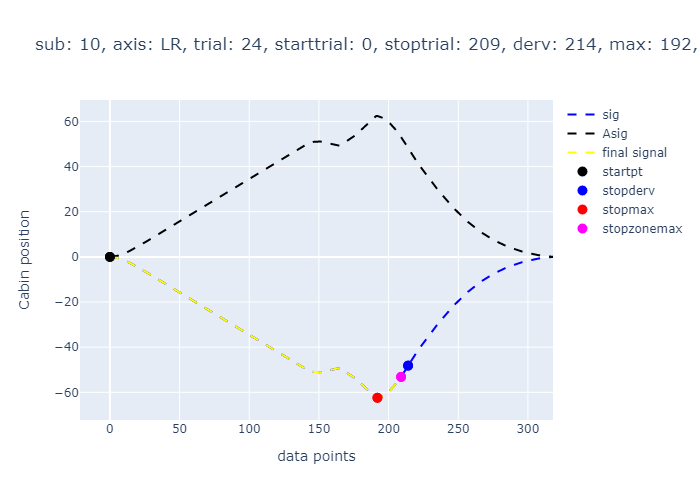 sub: 10, axis: LR, trial: 24, starttrial: 0, stoptrial: 209, derv: 214, max: 192,
sig
Asig
final signal
startpt
stopderv
stopmax
stopzonemax
Cabin position
60
40
20
0
−20
−40
−60
0 50 100 150 200 250 300
data points